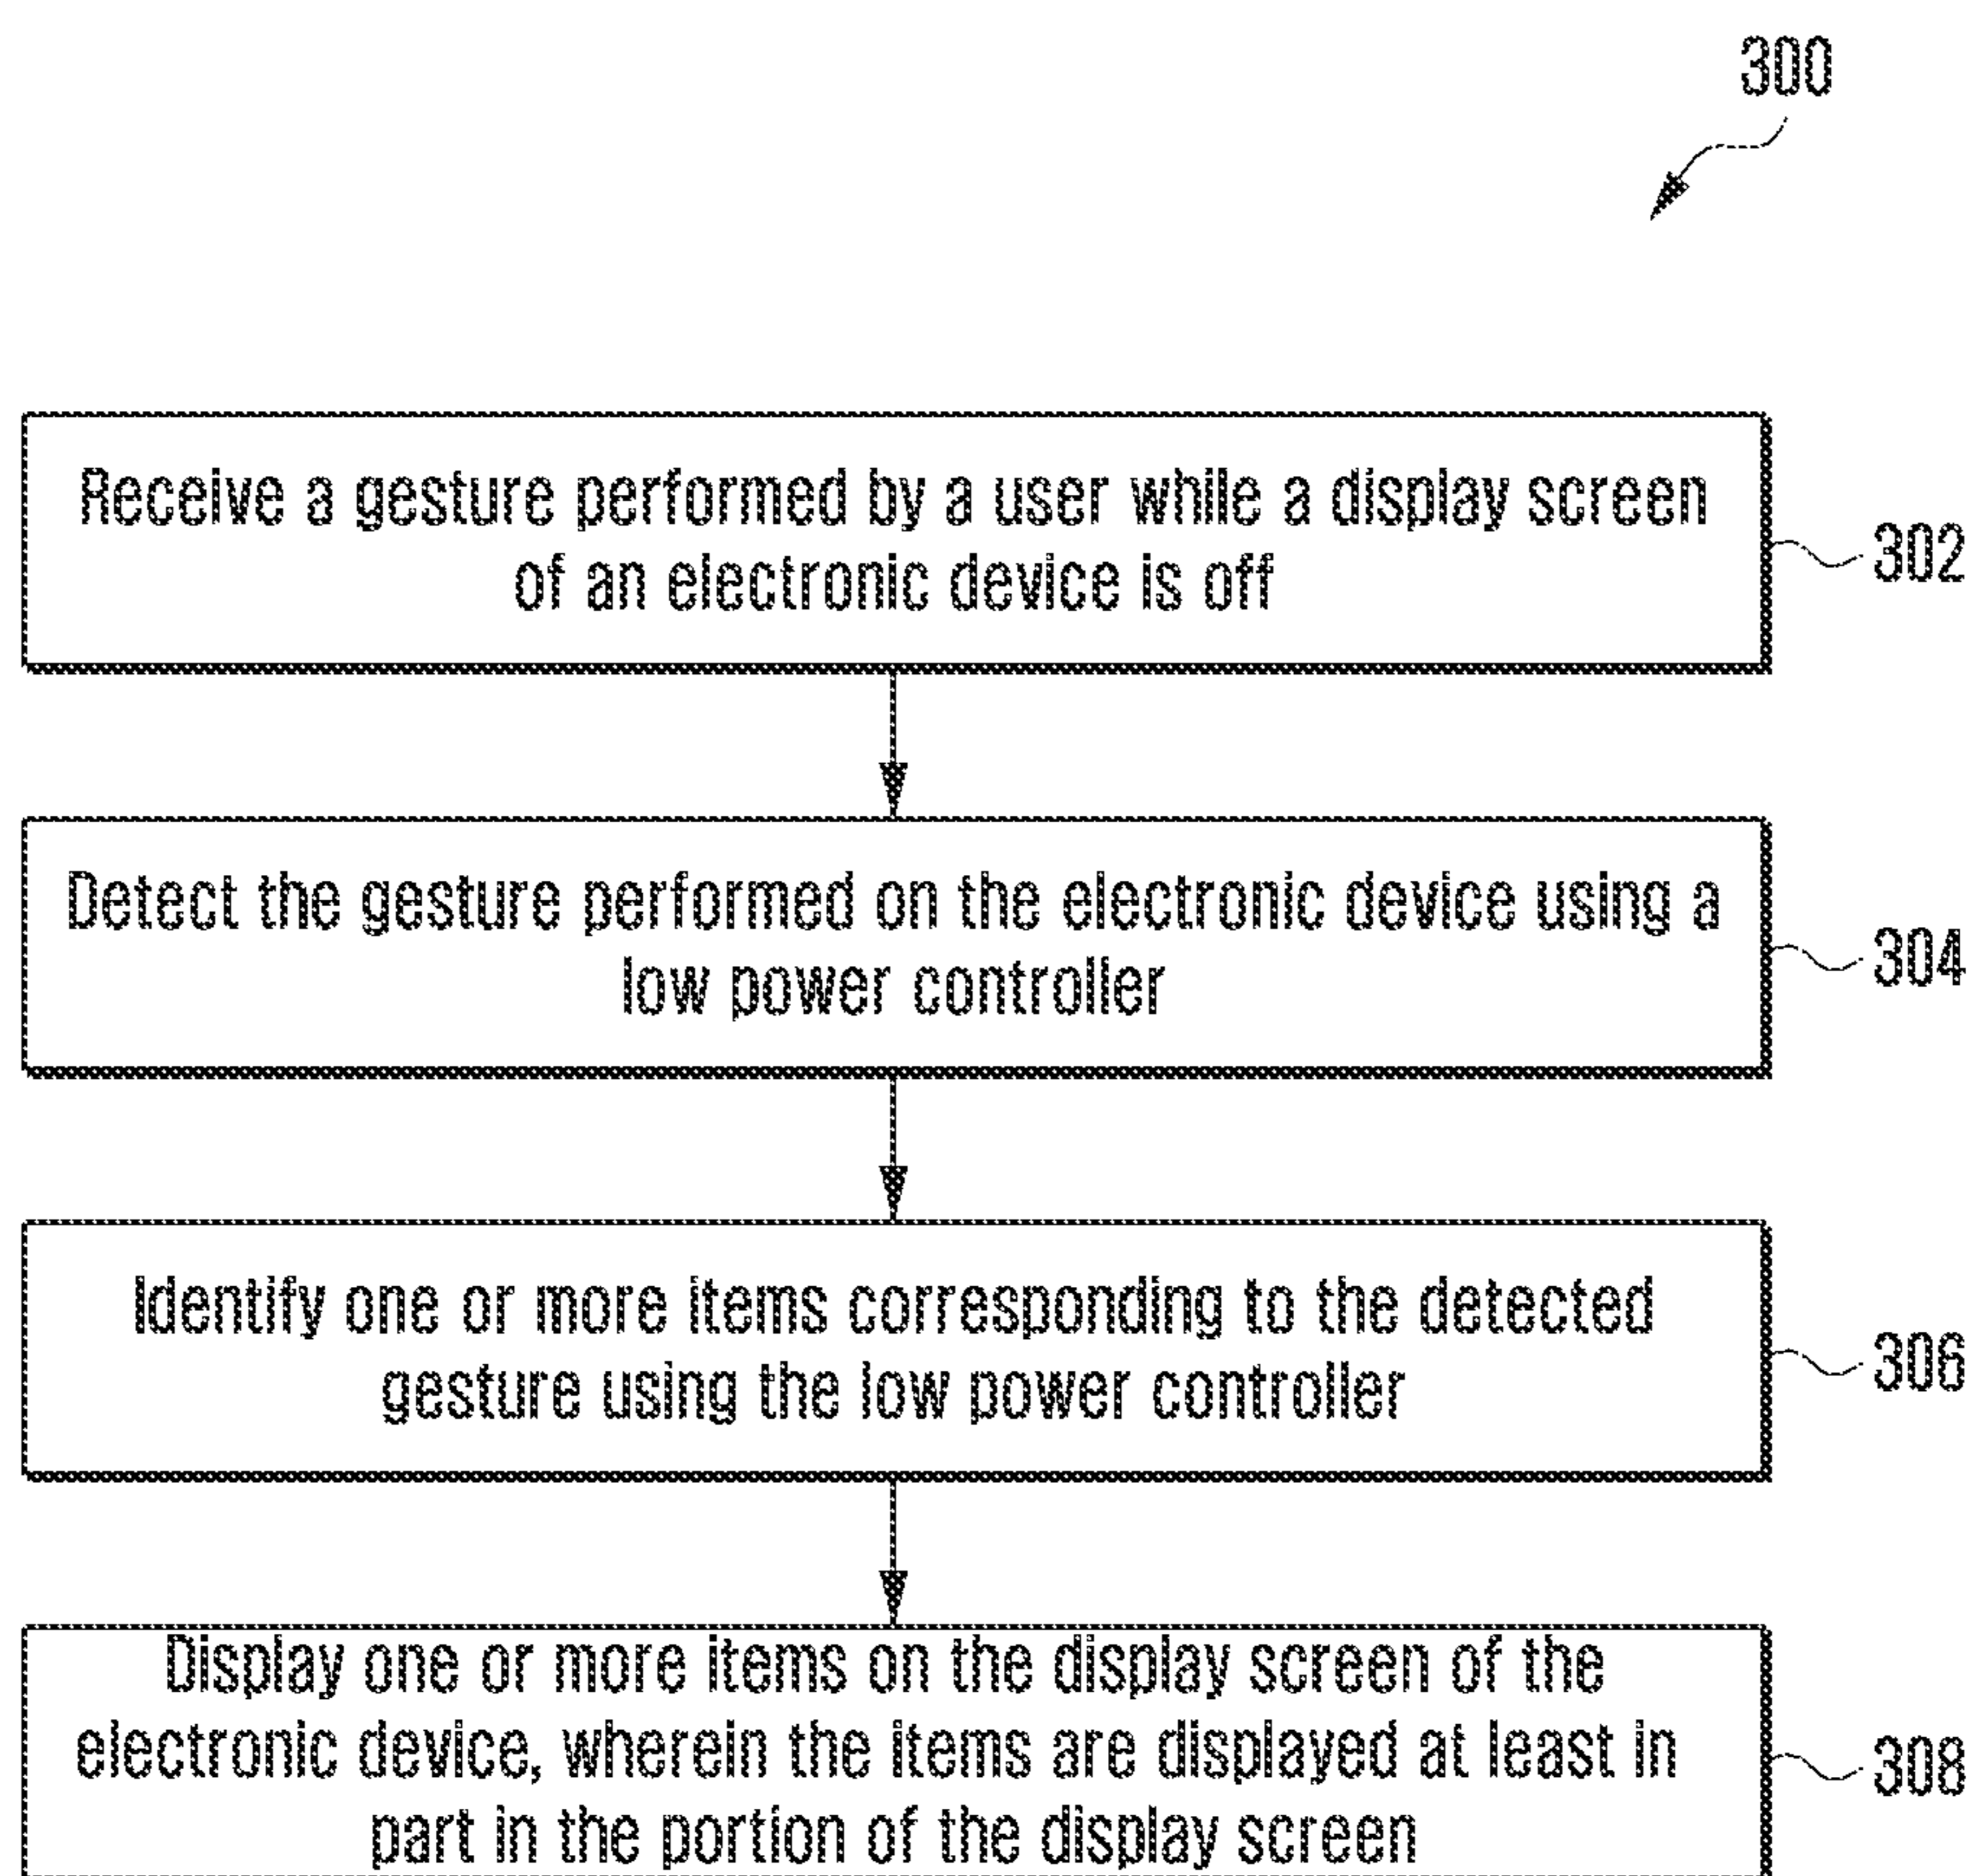 300
Receive a gesture performed by a user while a display screen
of an electronic device is off
302
Detect the gesture performed on the electronic device using a
low power controller
304
Identify one or more items corresponding to the detected
gesture using the low power controller
306
Display one or more items on the display screen of the
electronic device, wherein the items are displayed at least in
part in the portion of the display screen
308